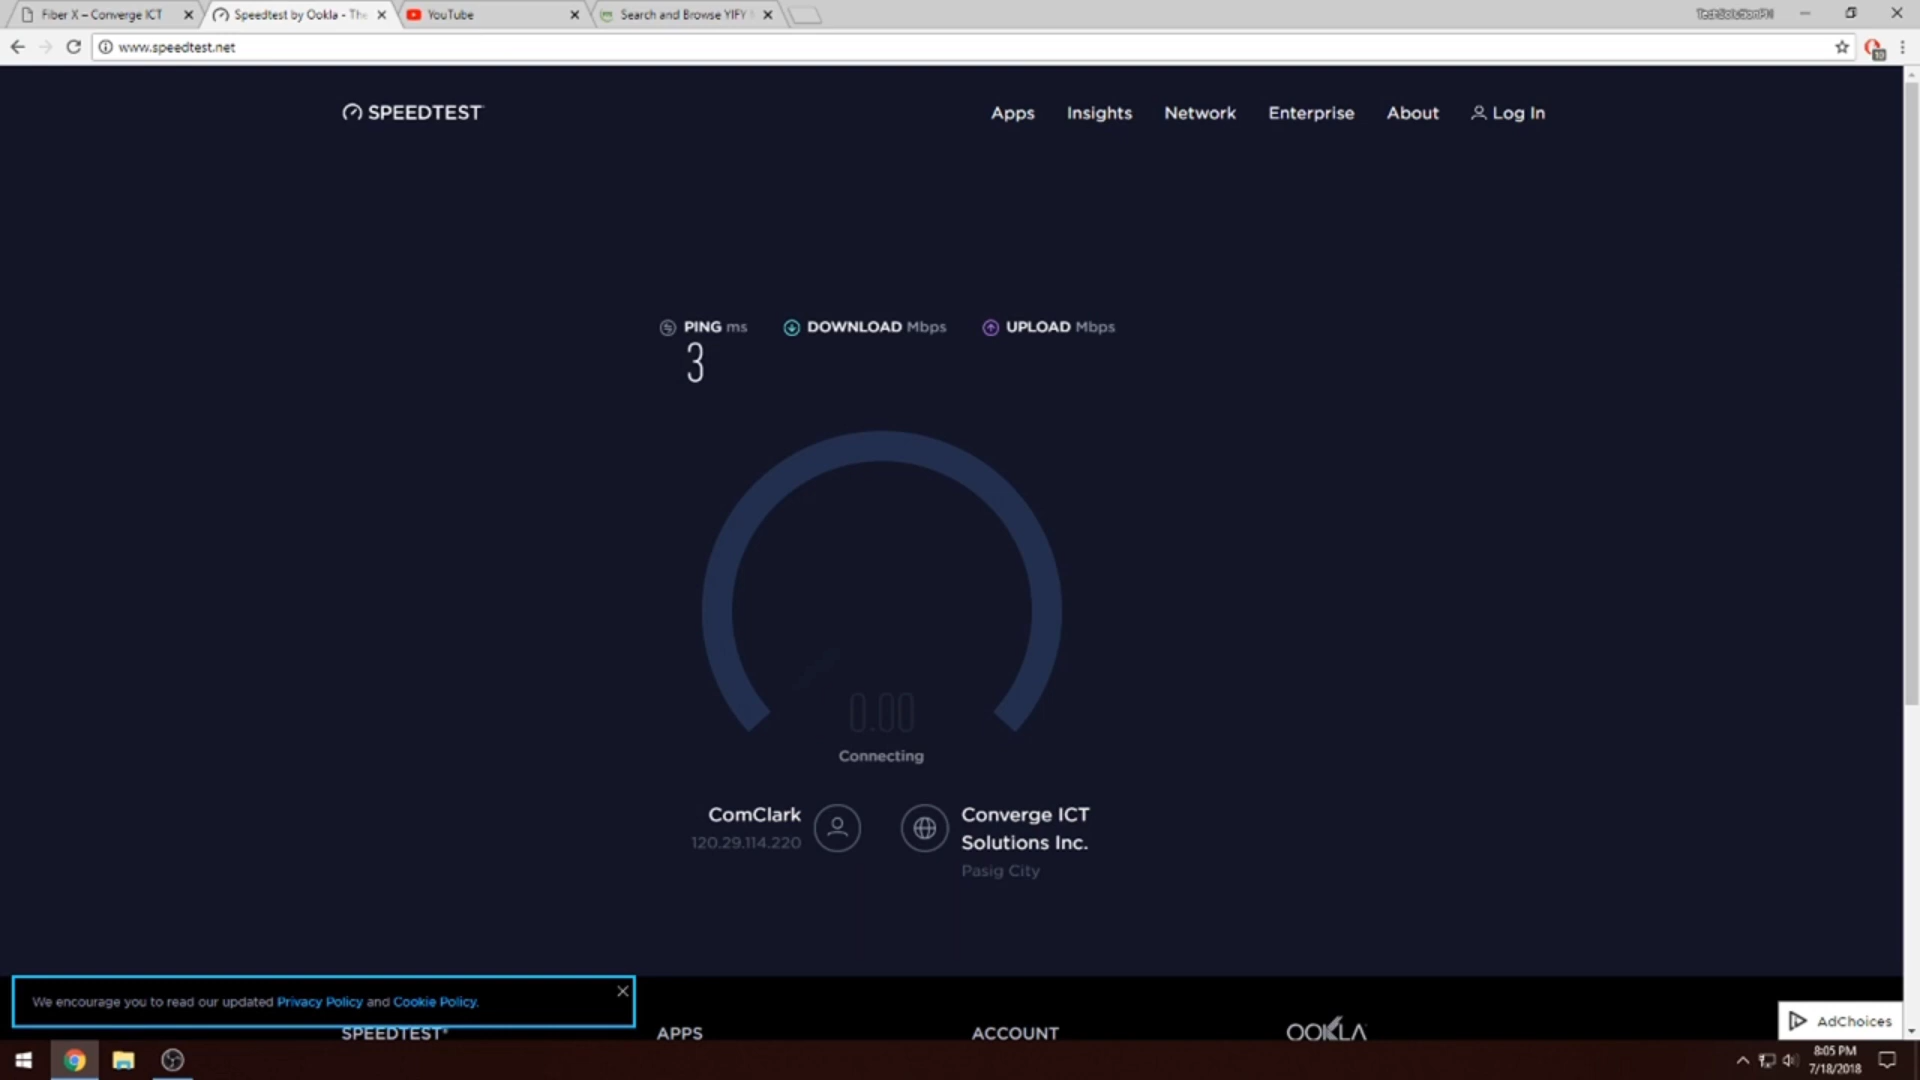 Fiber X – Converge ICT
Speedtest by Ookla - The
YouTube
Search and Browse YIFY
TechSolutionPH
www.speedtest.net
SPEEDTEST
Apps
Insights
Network
Enterprise
About
Log In
PING ms
DOWNLOAD Mbps
UPLOAD Mbps
3
0.00
Connecting
ComClark
120.29.114.220
Converge ICT
Solutions Inc.
Pasig City
We encourage you to read our updated Privacy Policy and Cookie Policy.
SPEEDTEST®
APPS
ACCOUNT
OOKLA
AdChoices
8:05 PM
7/18/2018